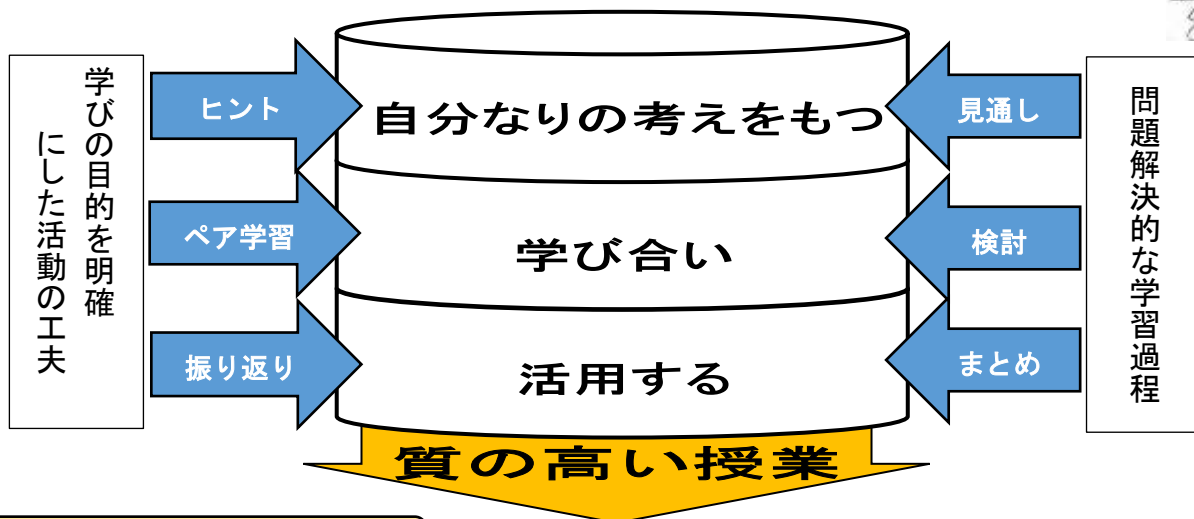 学びの目的を明確
にした活動の工夫
ヒント
自分なりの考えをもつ
見通し
ペア学習
学び合い
検討
振り返り
活用する
まとめ
問題解決的な学習過程
質の高い授業